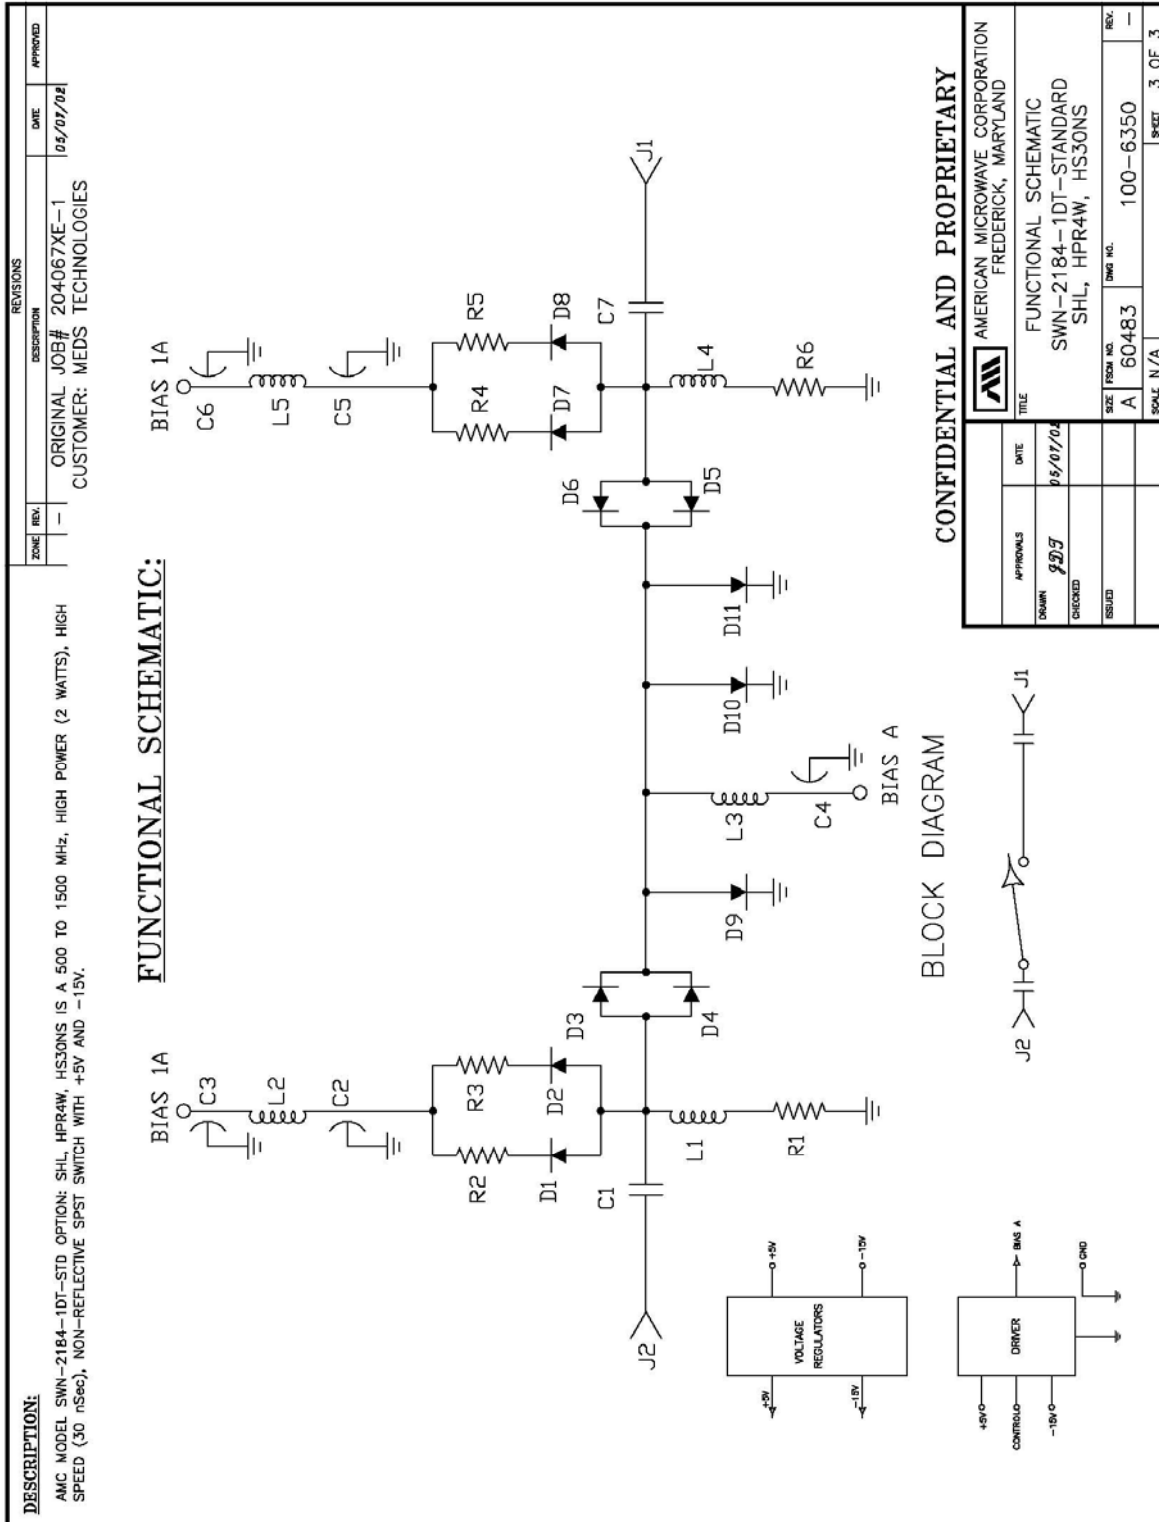 DESCRIPTION:
AMC MODEL SWN-2184-1DT-STD OPTION: SHL, HPR4W, HS30NS IS A 500 TO 1500 MHz, HIGH POWER (2 WATTS), HIGH
SPEED (30 nSec), NON-REFLECTIVE SPST SWITCH WITH +5V AND -15V.
REVISIONS
ZONE REV. DESCRIPTION DATE APPROVED
- ORIGINAL JOB# 204067XE-1 05/07/02
CUSTOMER: MEDS TECHNOLOGIES
FUNCTIONAL SCHEMATIC:
BIAS 1A
C3
L2
C2
R2
R3
D1
D2
C1
L1
R1
J2
D3
D4
D9
L3
C4
BIAS A
D10
D11
D6
D5
BIAS 1A
C6
L5
C5
R4
R5
D7
D8
C7
L4
R6
J1
+5V
-15V
VOLTAGE
REGULATORS
+5V
-15V
+5V
CONTROL
-15V
DRIVER
BIAS A
GND
BLOCK DIAGRAM
J2
J1
CONFIDENTIAL AND PROPRIETARY
APPROVALS DATE
DRAWN JDJ 05/07/02
CHECKED
ISSUED
AMERICAN MICROWAVE CORPORATION
FREDERICK, MARYLAND
TITLE
FUNCTIONAL SCHEMATIC
SWN-2184-1DT-STANDARD
SHL, HPR4W, HS30NS
SIZE FSCM NO. DWG NO. REV.
A 60483 100-6350 -
SCALE N/A SHEET 3 OF 3